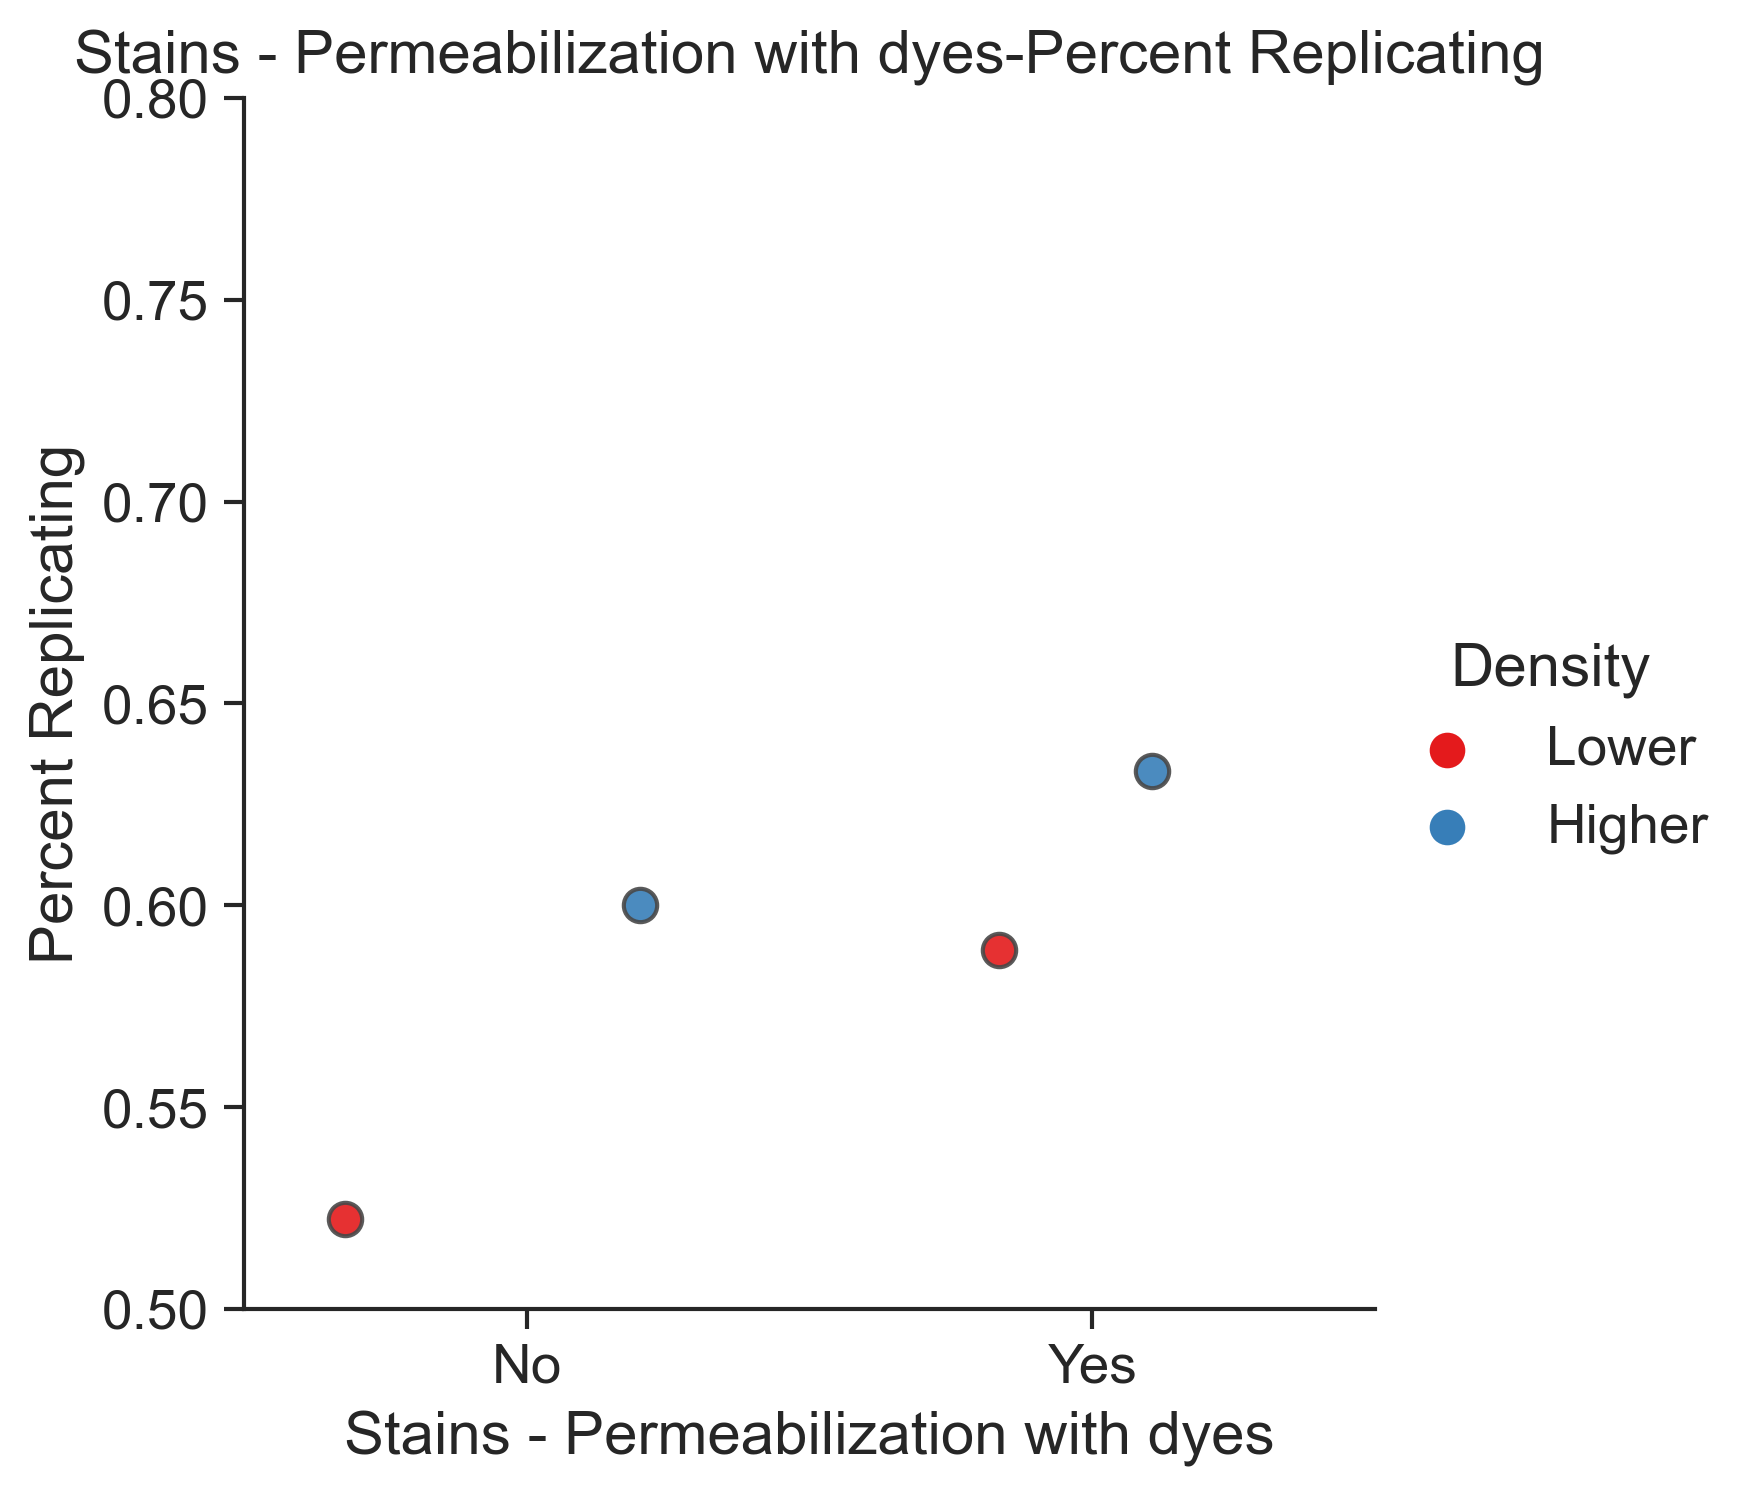 Stains - Permeabilization with dyes-Percent Replicating
0.80
0.75
0.70
0.65
0.60
0.55
0.50
Percent Replicating
No
Yes
Stains - Permeabilization with dyes
Density
Lower
Higher